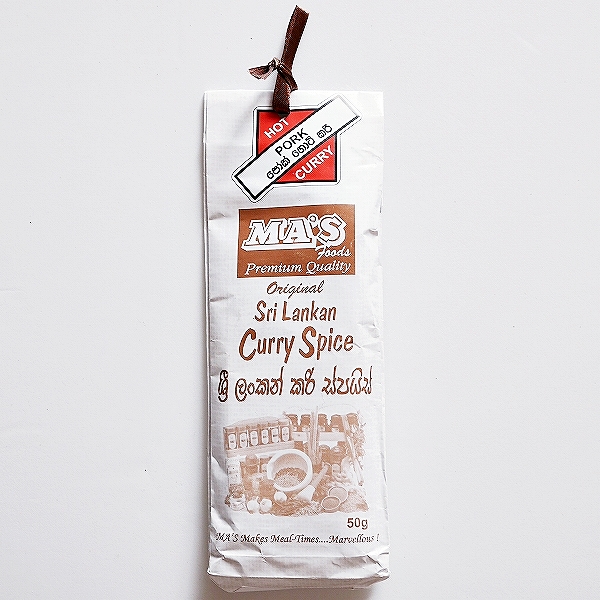 HOT
PORK
පෝක් හොට් කරි
CURRY
MA'S
Foods
Premium Quality
Original
Sri Lankan
Curry Spice
ශ්‍රී ලංකන් කරි ස්පයිස්
50g
MA'S Makes Meal-Times....Marvellous !